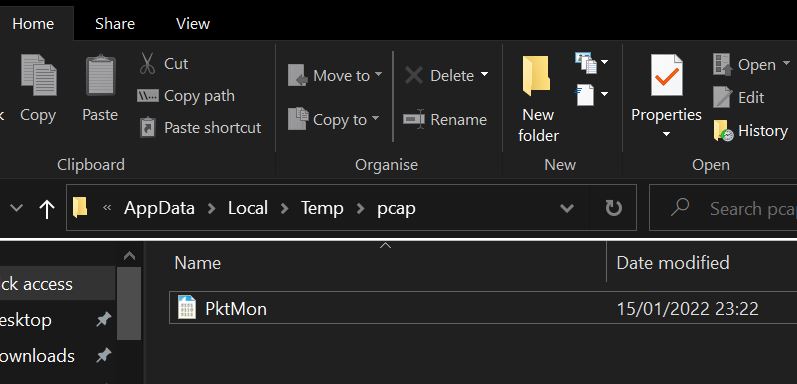 Home Share View
Copy
Paste
Cut
Copy path
Paste shortcut
Clipboard
Move to
Copy to
Delete
Rename
Organise
New
folder
New
Properties
Open
Edit
History
Open
« AppData > Local > Temp > pcap
Search pca
Name Date modified
ck access
esktop
ownloads
PktMon 15/01/2022 23:22